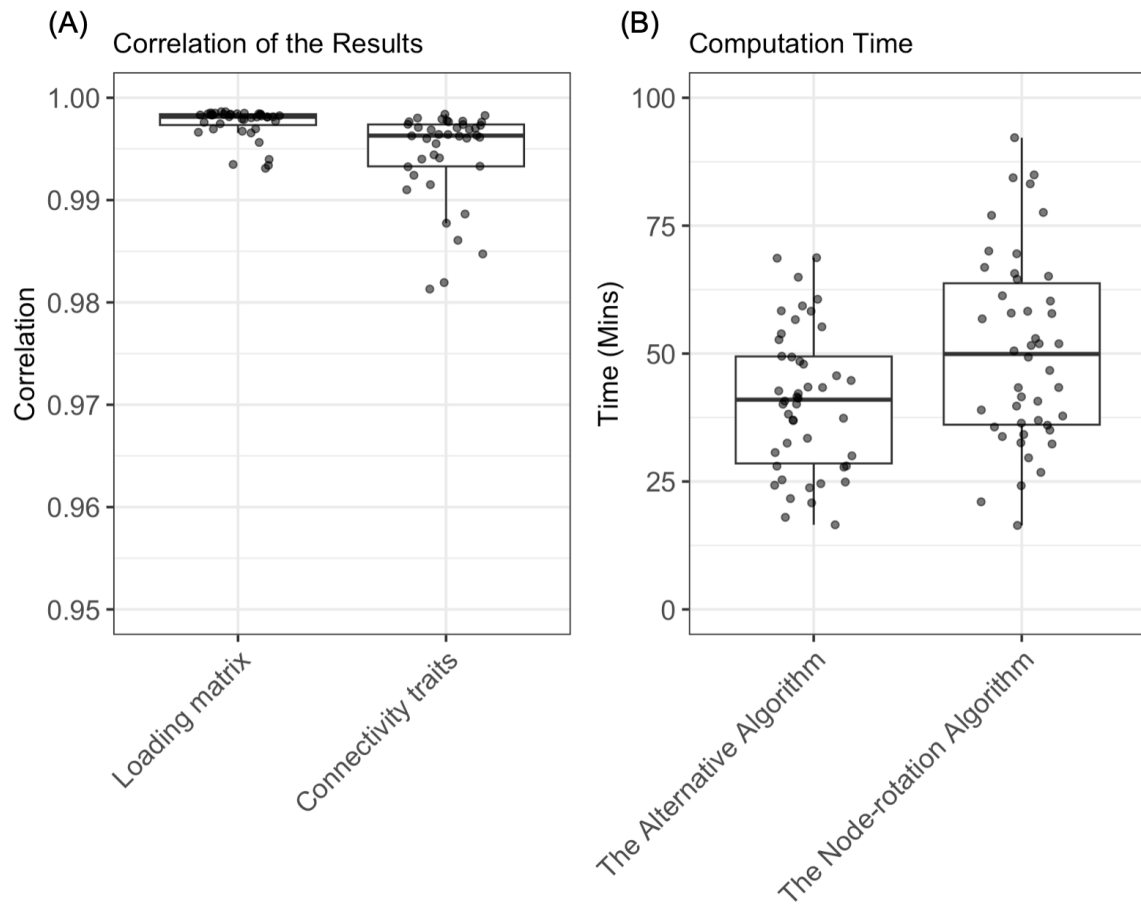 (A)
Correlation of the Results
Correlation
1.00
0.99
0.98
0.97
0.96
0.95
Loading matrix
Connectivity traits
(B)
Computation Time
Time (Mins)
100
75
50
25
0
The Alternative Algorithm
The Node-rotation Algorithm